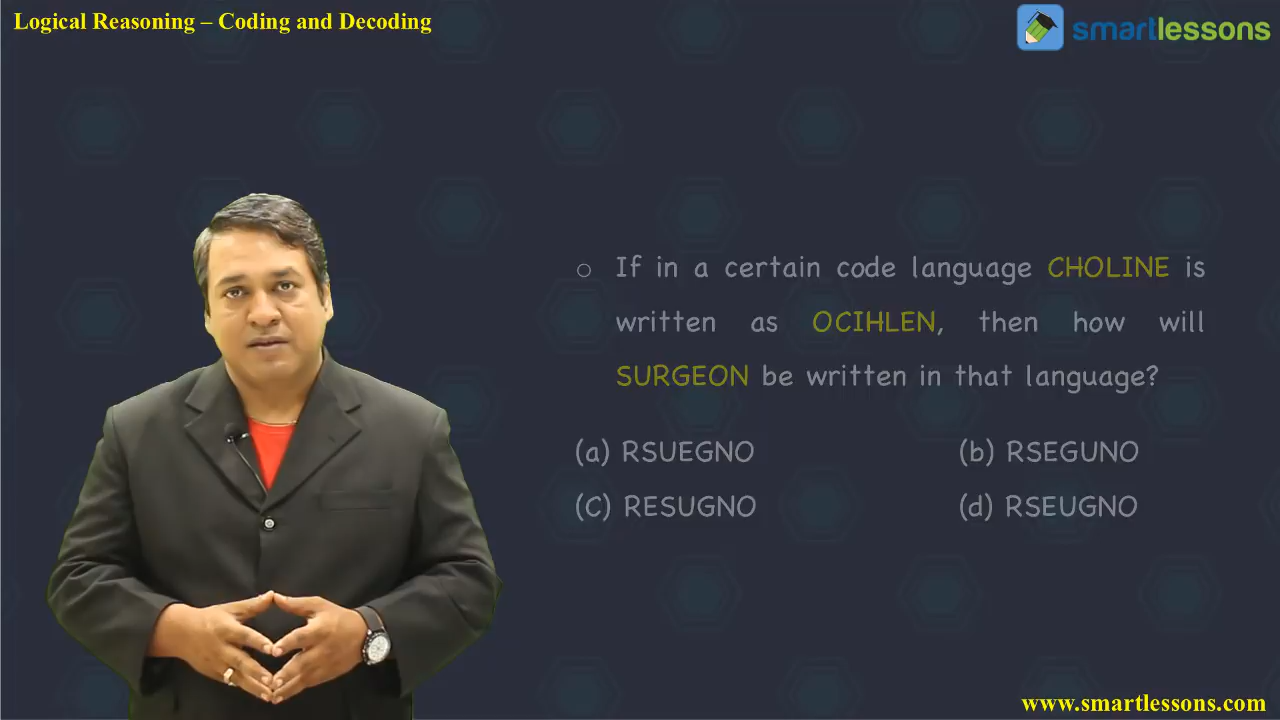 Logical Reasoning – Coding and Decoding
smartlessons
○ If in a certain code language CHOLINE is
written as OCIHLEN, then how will
SURGEON be written in that language?
(a) RSUEGNO (b) RSEGUNO
(c) RESUGNO (d) RSEUGNO
www.smartlessons.com